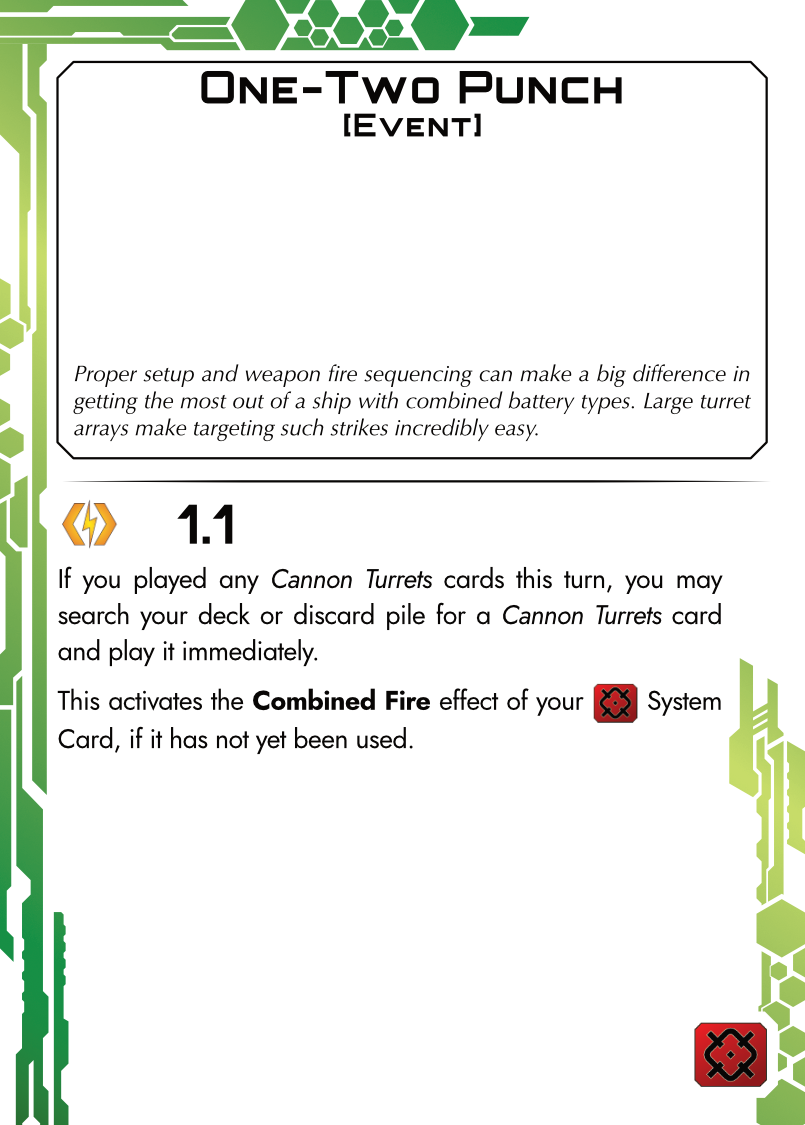 One-Two Punch
[Event]
Proper setup and weapon fire sequencing can make a big difference in
getting the most out of a ship with combined battery types. Large turret
arrays make targeting such strikes incredibly easy.
1.1
If you played any Cannon Turrets cards this turn, you may
search your deck or discard pile for a Cannon Turrets card
and play it immediately.
This activates the Combined Fire effect of your System
Card, if it has not yet been used.